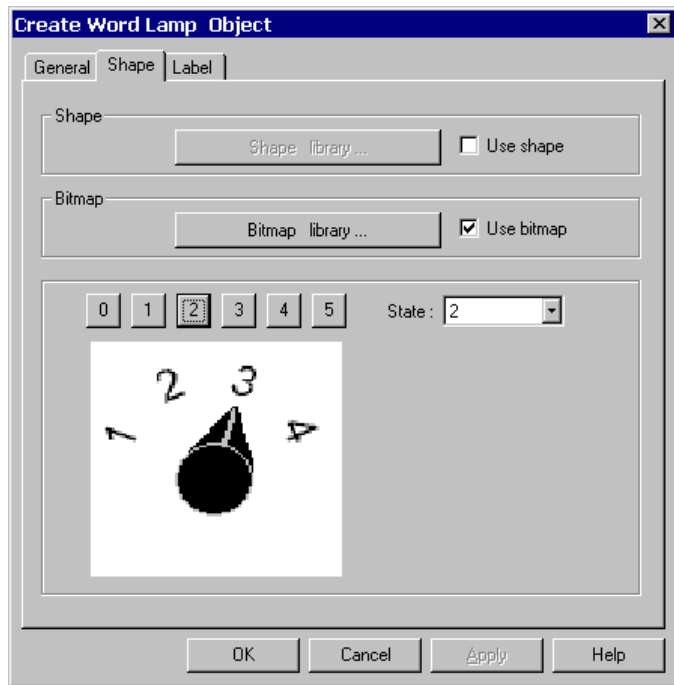 Create Word Lamp Object
General Shape Label
Shape
Shape library ... Use shape
Bitmap
Bitmap library ... Use bitmap
0 1 2 3 4 5 State : 2
1 2 3 4
OK Cancel Apply Help